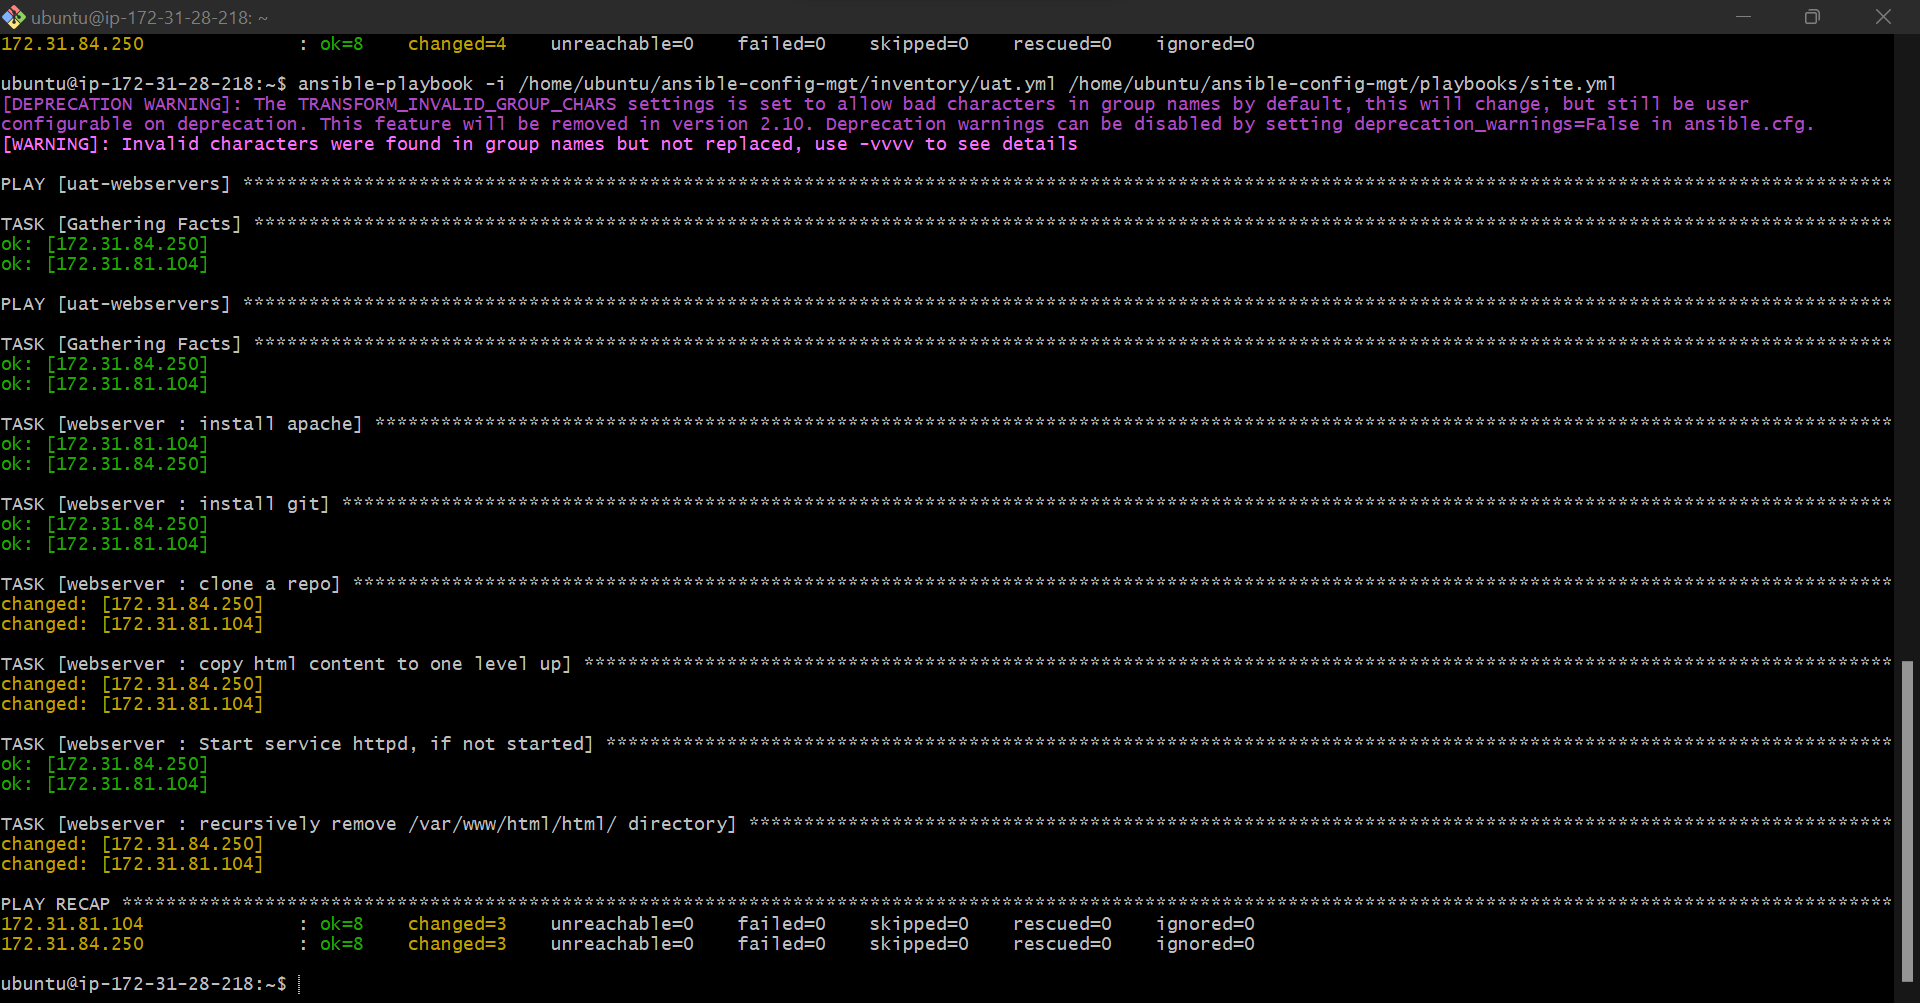 ubuntu@ip-172-31-28-218: ~
172.31.84.250 : ok=8 changed=4 unreachable=0 failed=0 skipped=0 rescued=0 ignored=0
ubuntu@ip-172-31-28-218:~$ ansible-playbook -i /home/ubuntu/ansible-config-mgt/inventory/uat.yml /home/ubuntu/ansible-config-mgt/playbooks/site.yml
[DEPRECATION WARNING]: The TRANSFORM_INVALID_GROUP_CHARS settings is set to allow bad characters in group names by default, this will change, but still be user
configurable on deprecation. This feature will be removed in version 2.10. Deprecation warnings can be disabled by setting deprecation_warnings=False in ansible.cfg.
[WARNING]: Invalid characters were found in group names but not replaced, use -vvvv to see details
PLAY [uat-webservers] ******************************************************************************************************************************************************
TASK [Gathering Facts] *****************************************************************************************************************************************************
ok: [172.31.84.250]
ok: [172.31.81.104]
PLAY [uat-webservers] ******************************************************************************************************************************************************
TASK [Gathering Facts] *****************************************************************************************************************************************************
ok: [172.31.84.250]
ok: [172.31.81.104]
TASK [webserver : install apache] ******************************************************************************************************************************************
ok: [172.31.81.104]
ok: [172.31.84.250]
TASK [webserver : install git] *********************************************************************************************************************************************
ok: [172.31.84.250]
ok: [172.31.81.104]
TASK [webserver : clone a repo] ********************************************************************************************************************************************
changed: [172.31.84.250]
changed: [172.31.81.104]
TASK [webserver : copy html content to one level up] ***********************************************************************************************************************
changed: [172.31.84.250]
changed: [172.31.81.104]
TASK [webserver : Start service httpd, if not started] *********************************************************************************************************************
ok: [172.31.84.250]
ok: [172.31.81.104]
TASK [webserver : recursively remove /var/www/html/html/ directory] ********************************************************************************************************
changed: [172.31.84.250]
changed: [172.31.81.104]
PLAY RECAP *****************************************************************************************************************************************************************
172.31.81.104 : ok=8 changed=3 unreachable=0 failed=0 skipped=0 rescued=0 ignored=0
172.31.84.250 : ok=8 changed=3 unreachable=0 failed=0 skipped=0 rescued=0 ignored=0
ubuntu@ip-172-31-28-218:~$